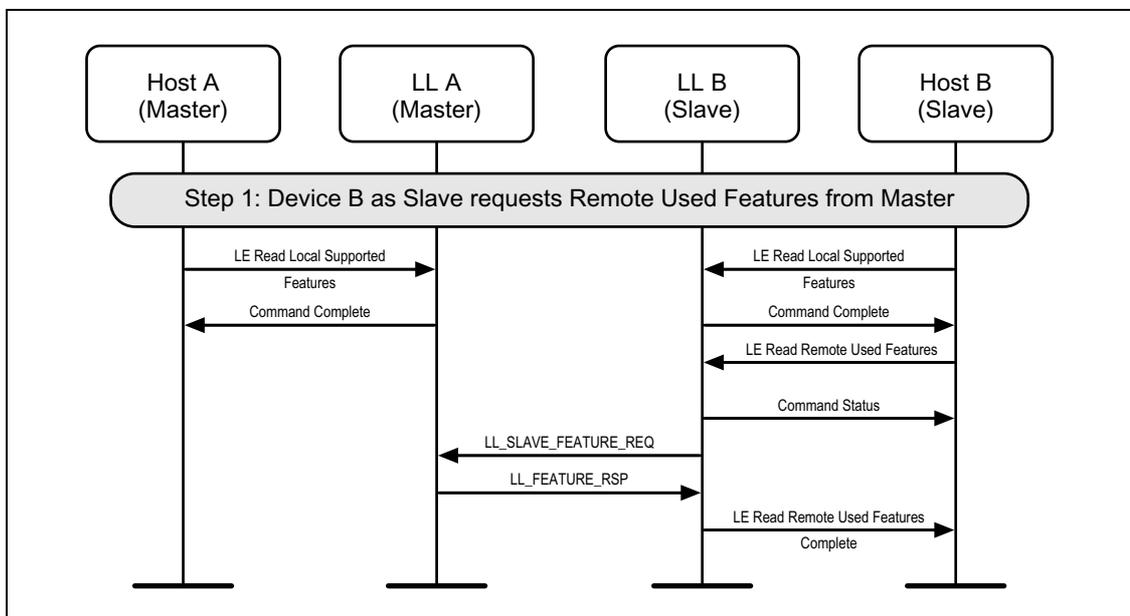 Host A
(Master)
LL A
(Master)
LL B
(Slave)
Host B
(Slave)
Step 1: Device B as Slave requests Remote Used Features from Master
LE Read Local Supported
Features
LE Read Local Supported
Features
Command Complete
Command Complete
LE Read Remote Used Features
Command Status
LL_SLAVE_FEATURE_REQ
LL_FEATURE_RSP
LE Read Remote Used Features
Complete